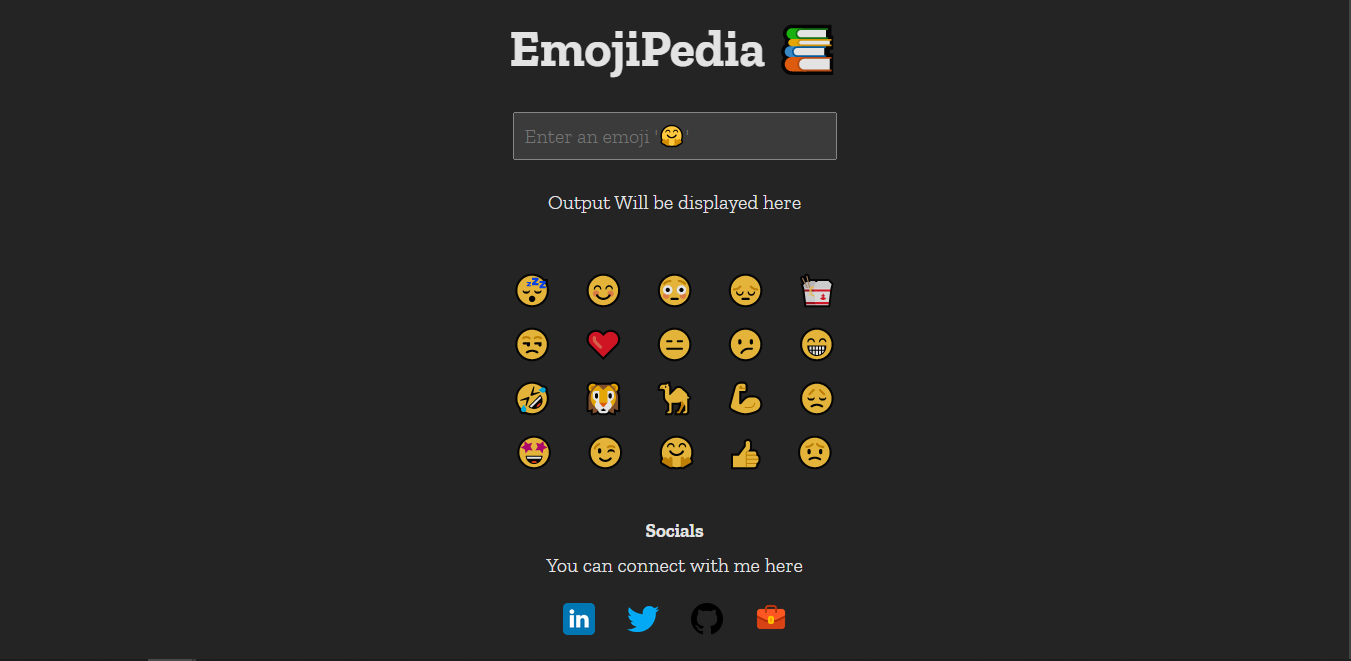 EmojiPedia 📚
Enter an emoji '🤗'
Output Will be displayed here
Socials
You can connect with me here
in